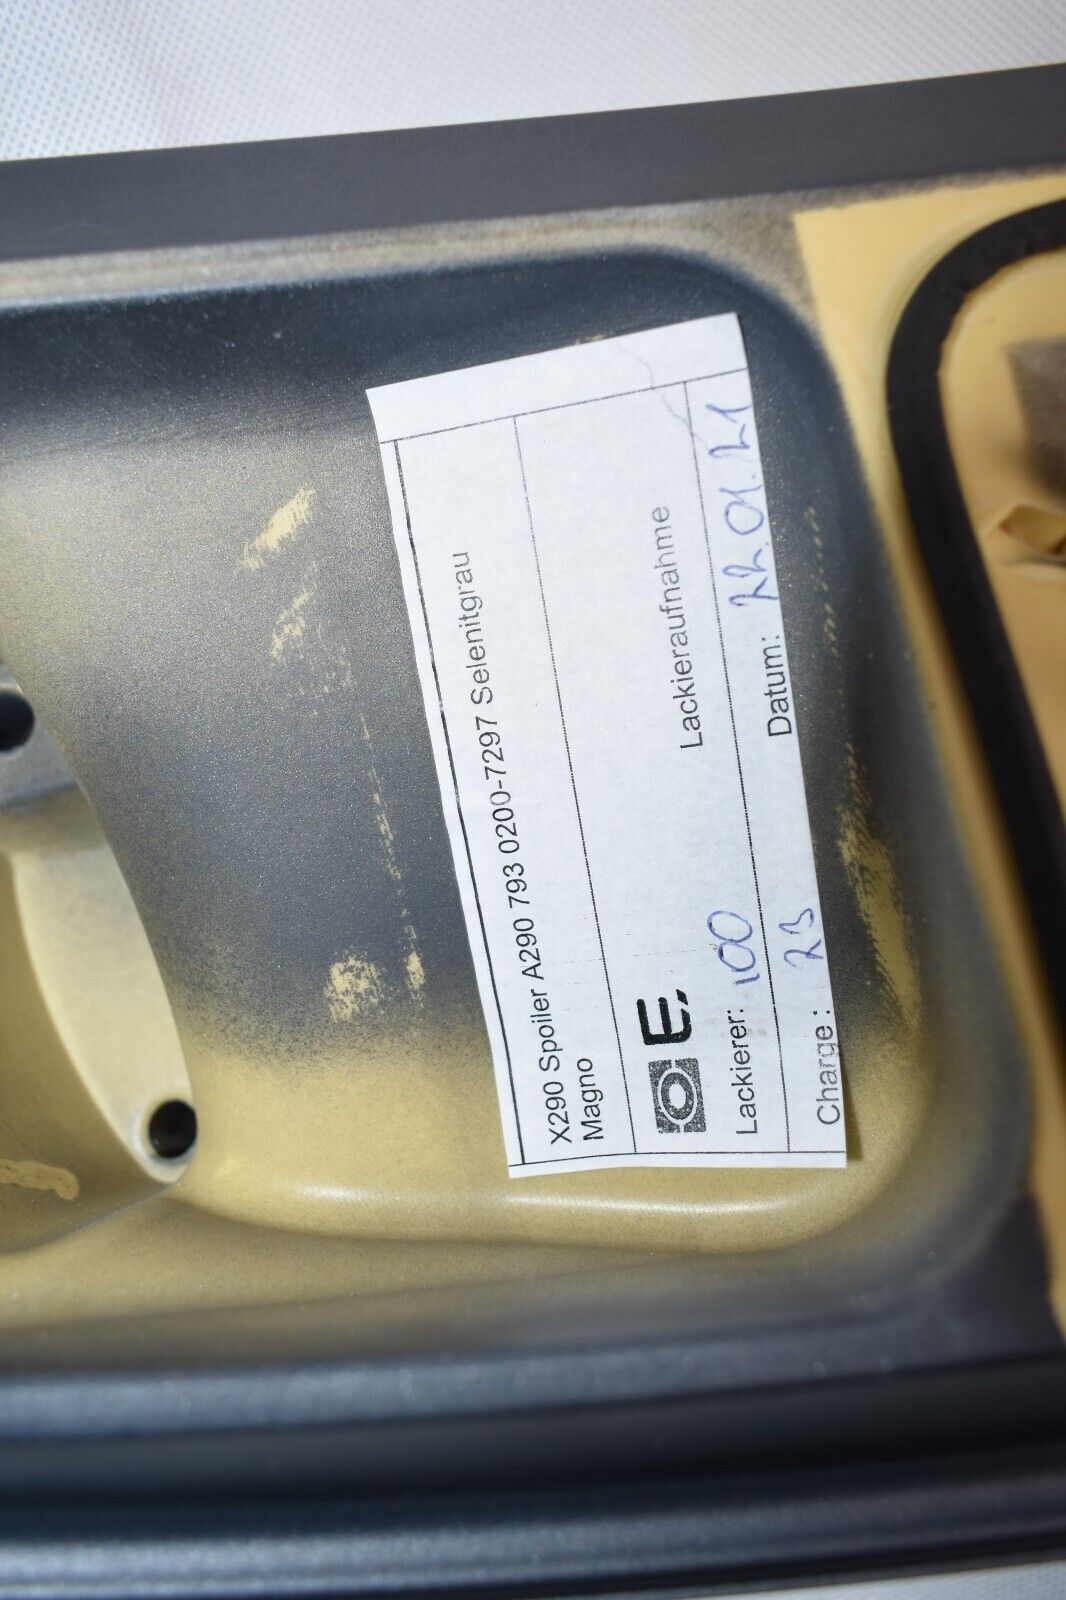 X290 Spoiler A290 793 0200-7297 Selenitgrau
Magno
E. Lackieraufnahme
Lackierer: 100
Charge: 23 Datum: 22.01.21